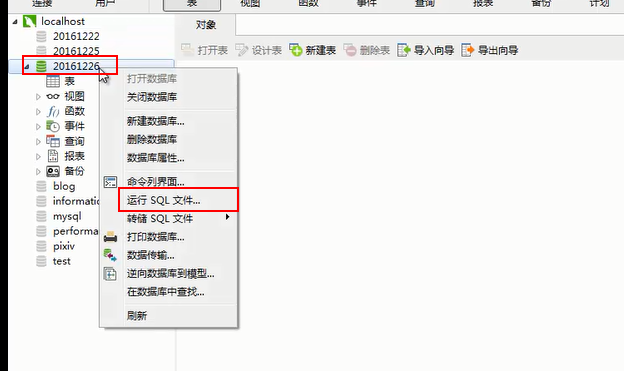 连接 用户 表 视图 函数 事件 查询 报表 备份 计划
localhost
20161222
20161225
20161226
表
视图
f() 函数
事件
查询
报表
备份
blog
informatio
mysql
performa
pixiv
test
对象
打开表 设计表 新建表 删除表 导入向导 导出向导
打开数据库
关闭数据库
新建数据库...
删除数据库
数据库属性...
命令列界面...
运行 SQL 文件...
转储 SQL 文件
打印数据库...
数据传输...
逆向数据库到模型...
在数据库中查找...
刷新